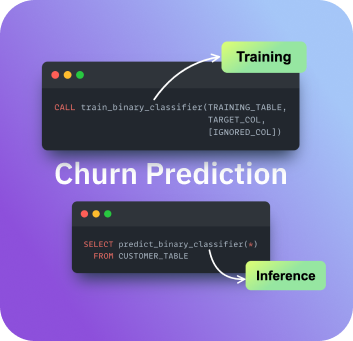 Training
CALL train_binary_classifier(TRAINING_TABLE,
TARGET_COL,
[IGNORED_COL])
Churn Prediction
SELECT predict_binary_classifier(*)
FROM CUSTOMER_TABLE
Inference